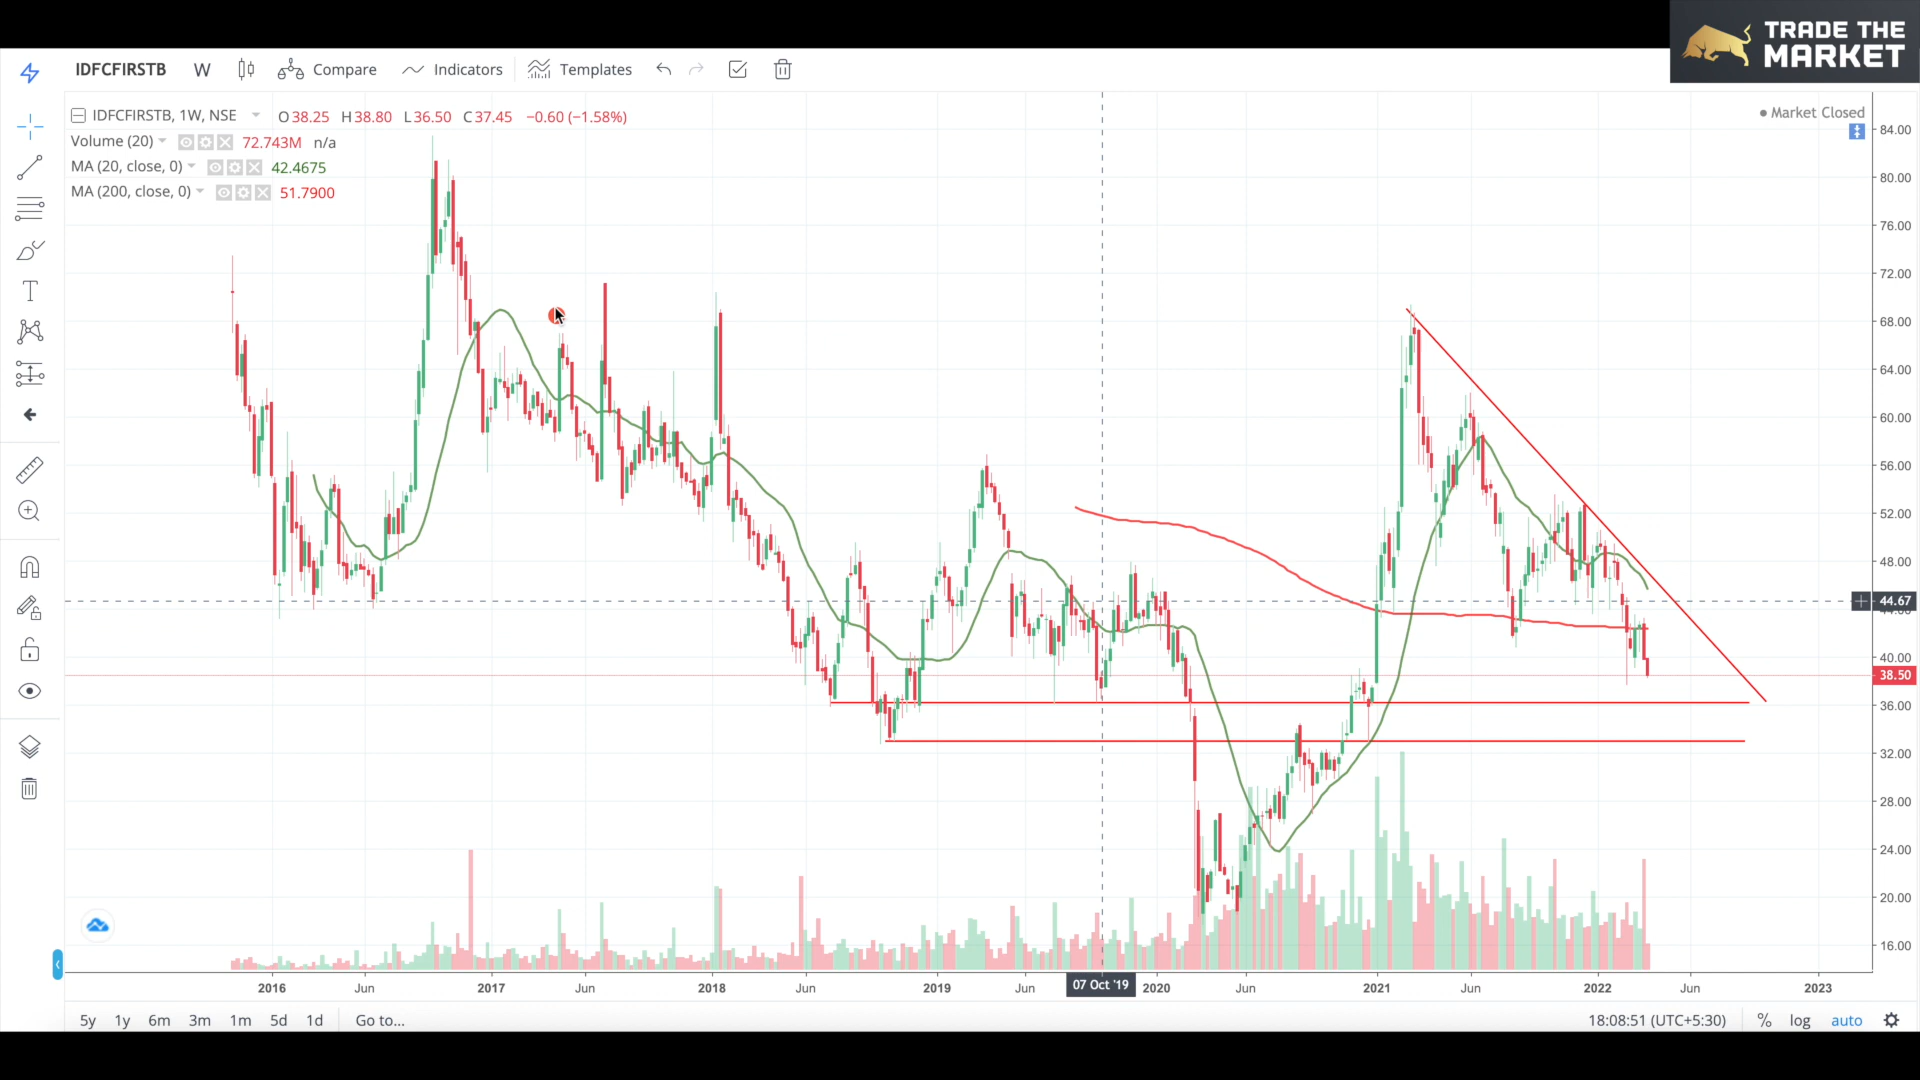 TRADE THE
MARKET
IDFCFIRSTB W Compare Indicators Templates
IDFCFIRSTB, 1W, NSE O38.25 H38.80 L36.50 C37.45 −0.60 (−1.58%)
Market Closed
Volume (20) 72.743M n/a
MA (20, close, 0) 42.4675
MA (200, close, 0) 51.7900
84.00
80.00
76.00
72.00
68.00
64.00
60.00
56.00
52.00
48.00
44.67
40.00
38.50
36.00
32.00
28.00
24.00
20.00
16.00
2016 Jun 2017 Jun 2018 Jun 2019 Jun 07 Oct '19 2020 Jun 2021 Jun 2022 Jun 2023
5y 1y 6m 3m 1m 5d 1d Go to... 18:08:51 (UTC+5:30) % log auto